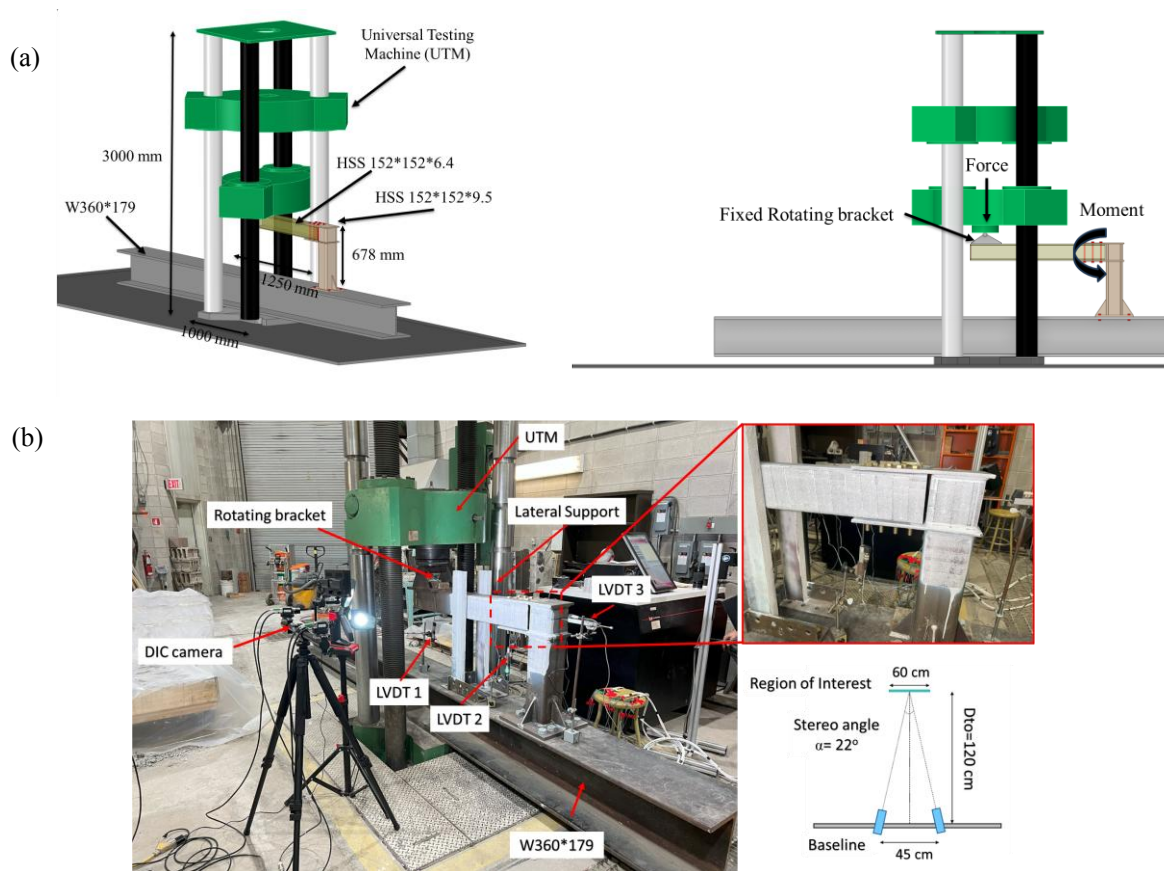 (a)
Universal Testing
Machine (UTM)
3000 mm
HSS 152*152*6.4
HSS 152*152*9.5
W360*179
678 mm
1250 mm
1000 mm
Force
Fixed Rotating bracket
Moment
(b)
UTM
EXIT
Rotating bracket
Lateral Support
LVDT 3
DIC camera
LVDT 1
LVDT 2
W360*179
60 cm
Region of Interest
Stereo angle
α= 22°
Dto=120 cm
Baseline
45 cm